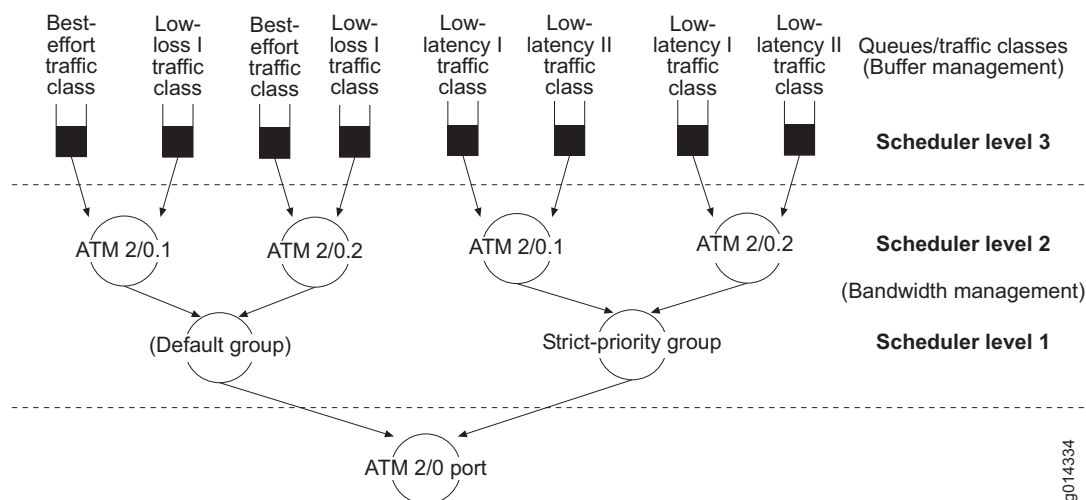 Best-
effort
traffic
class
Low-
loss I
traffic
class
Best-
effort
traffic
class
Low-
loss I
traffic
class
Low-
latency I
traffic
class
Low-
latency II
traffic
class
Low-
latency I
traffic
class
Low-
latency II
traffic
class
Queues/traffic classes
(Buffer management)
Scheduler level 3
ATM 2/0.1
ATM 2/0.2
ATM 2/0.1
ATM 2/0.2
Scheduler level 2
(Bandwidth management)
(Default group)
Strict-priority group
Scheduler level 1
ATM 2/0 port
g014334